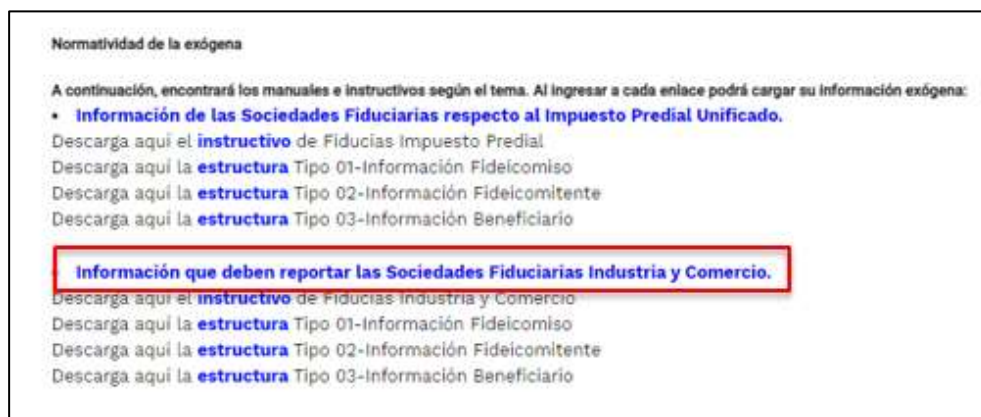 Normatividad de la exógena
A continuación, encontrará los manuales e instructivos según el tema. Al ingresar a cada enlace podrá cargar su información exógena:
• Información de las Sociedades Fiduciarias respecto al Impuesto Predial Unificado.
Descarga aquí el instructivo de Fiducias Impuesto Predial
Descarga aquí la estructura Tipo 01-Información Fideicomiso
Descarga aquí la estructura Tipo 02-Información Fideicomitente
Descarga aquí la estructura Tipo 03-Información Beneficiario
Información que deben reportar las Sociedades Fiduciarias Industria y Comercio.
Descarga aquí el instructivo de Fiducias Industria y Comercio
Descarga aquí la estructura Tipo 01-Información Fideicomiso
Descarga aquí la estructura Tipo 02-Información Fideicomitente
Descarga aquí la estructura Tipo 03-Información Beneficiario